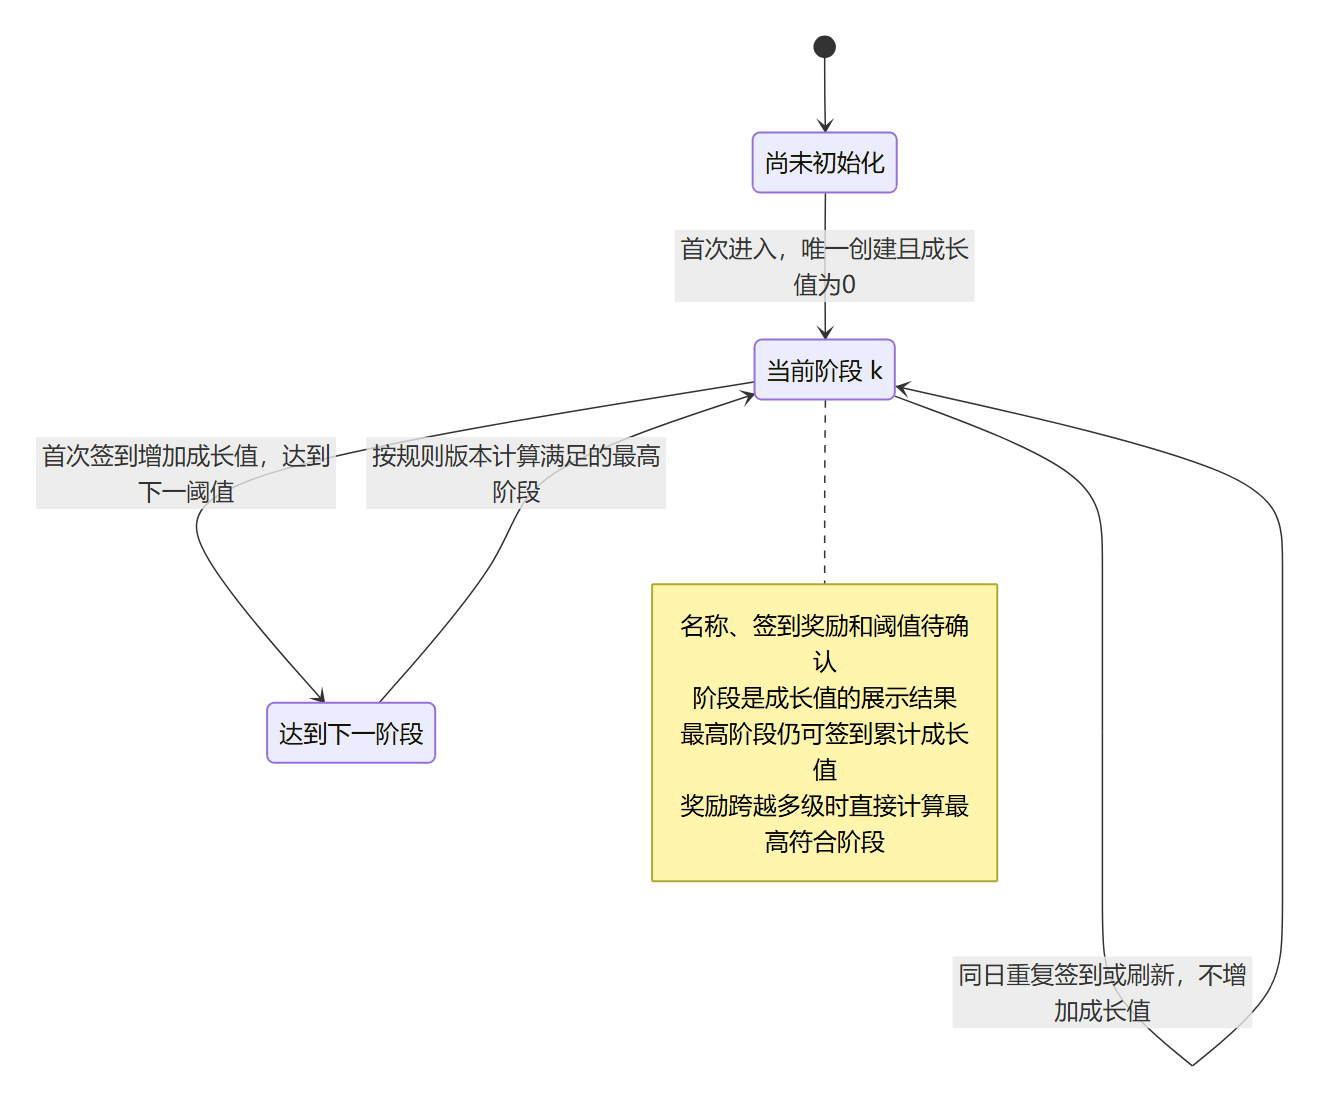 尚未初始化
首次进入，唯一创建且成长
值为0
当前阶段 k
首次签到增加成长值，达到
下一阈值
按规则版本计算满足的最高
阶段
名称、签到奖励和阈值待确
认
阶段是成长值的展示结果
最高阶段仍可签到累计成长
值
奖励跨越多级时直接计算最
高符合阶段
达到下一阶段
同日重复签到或刷新，不增
加成长值